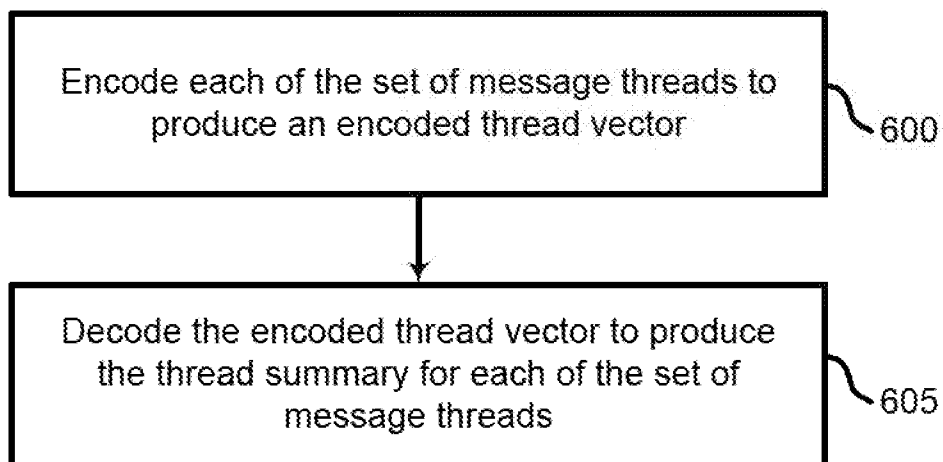 Encode each of the set of message threads to
produce an encoded thread vector
600
Decode the encoded thread vector to produce
the thread summary for each of the set of
message threads
605